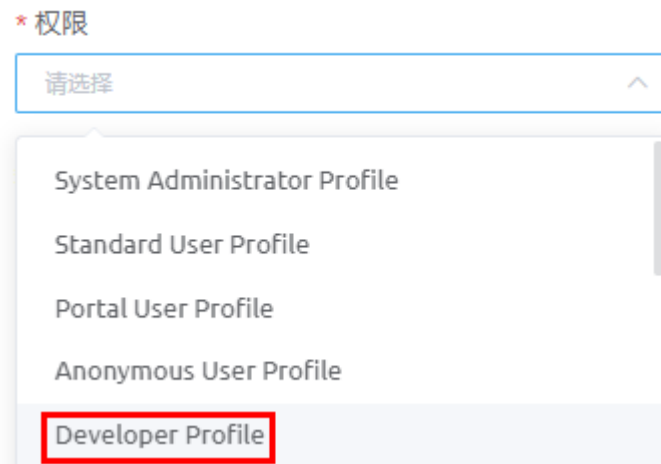 * 权限
请选择
System Administrator Profile
Standard User Profile
Portal User Profile
Anonymous User Profile
Developer Profile